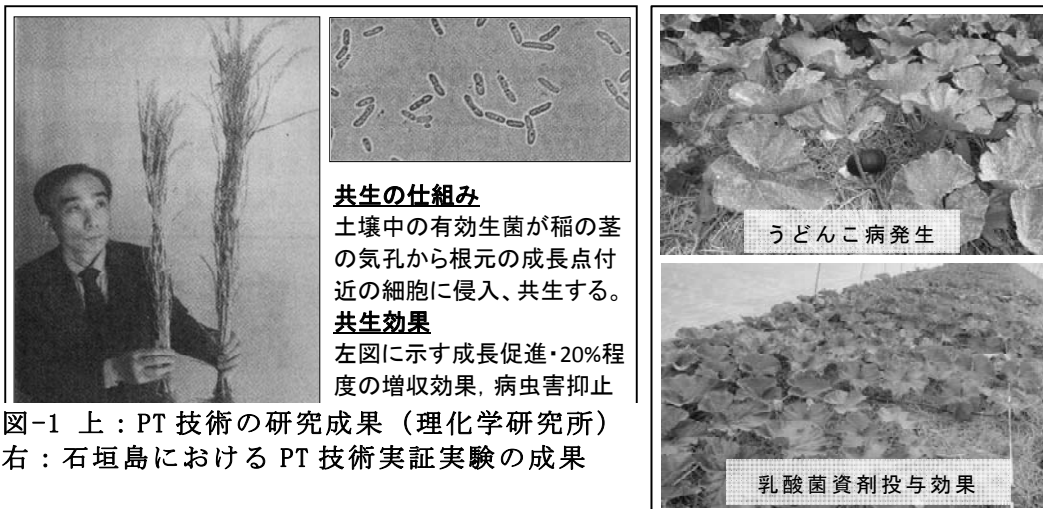 共生の仕組み
土壌中の有効生菌が稲の茎
の気孔から根元の成長点付
近の細胞に侵入、共生する。
共生効果
左図に示す成長促進・20%程
度の増収効果，病虫害抑止
図-1 上：PT 技術の研究成果（理化学研究所）
右：石垣島における PT 技術実証実験の成果
うどんこ病発生
乳酸菌資剤投与効果